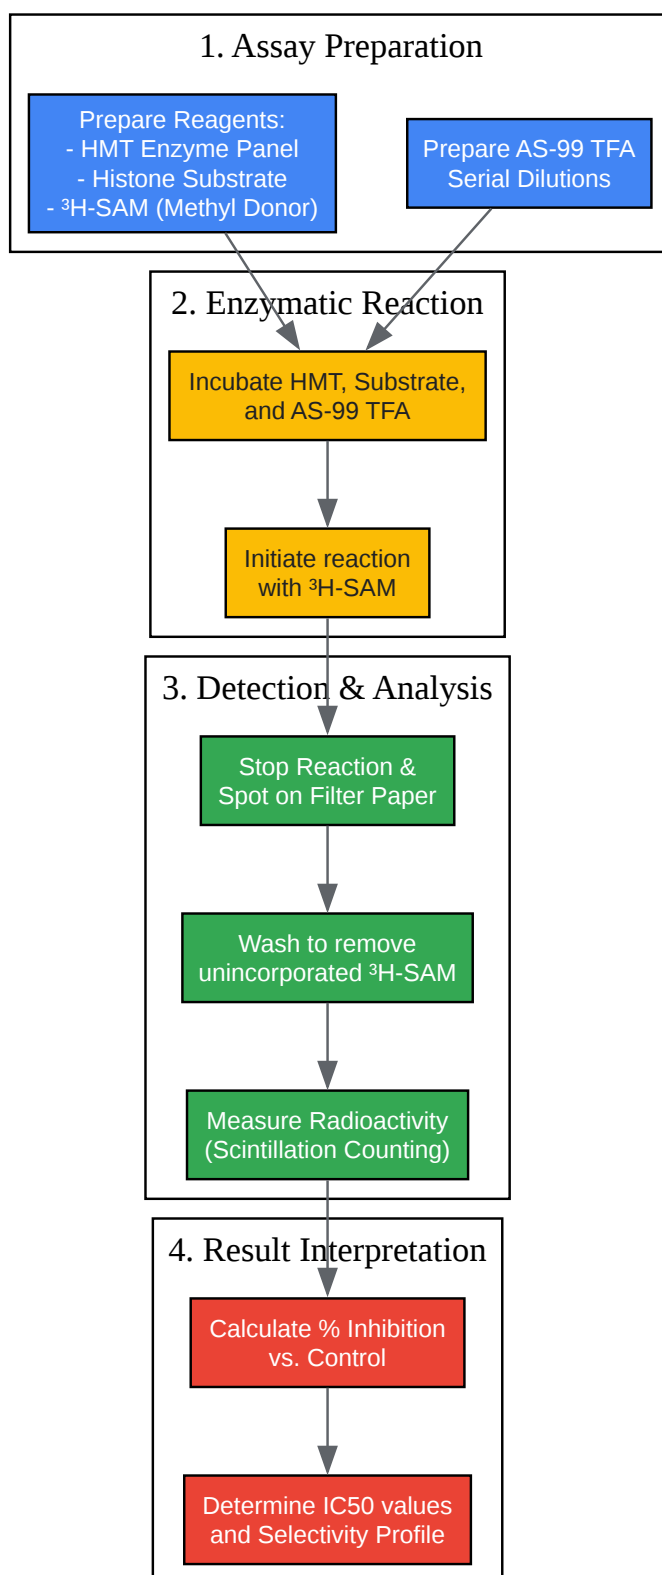 1. Assay Preparation
Prepare Reagents:
- HMT Enzyme Panel
- Histone Substrate
- ³H-SAM (Methyl Donor)
Prepare AS-99 TFA
Serial Dilutions
2. Enzymatic Reaction
Incubate HMT, Substrate,
and AS-99 TFA
Initiate reaction
with ³H-SAM
3. Detection & Analysis
Stop Reaction &
Spot on Filter Paper
Wash to remove
unincorporated ³H-SAM
Measure Radioactivity
(Scintillation Counting)
4. Result Interpretation
Calculate % Inhibition
vs. Control
Determine IC50 values
and Selectivity Profile